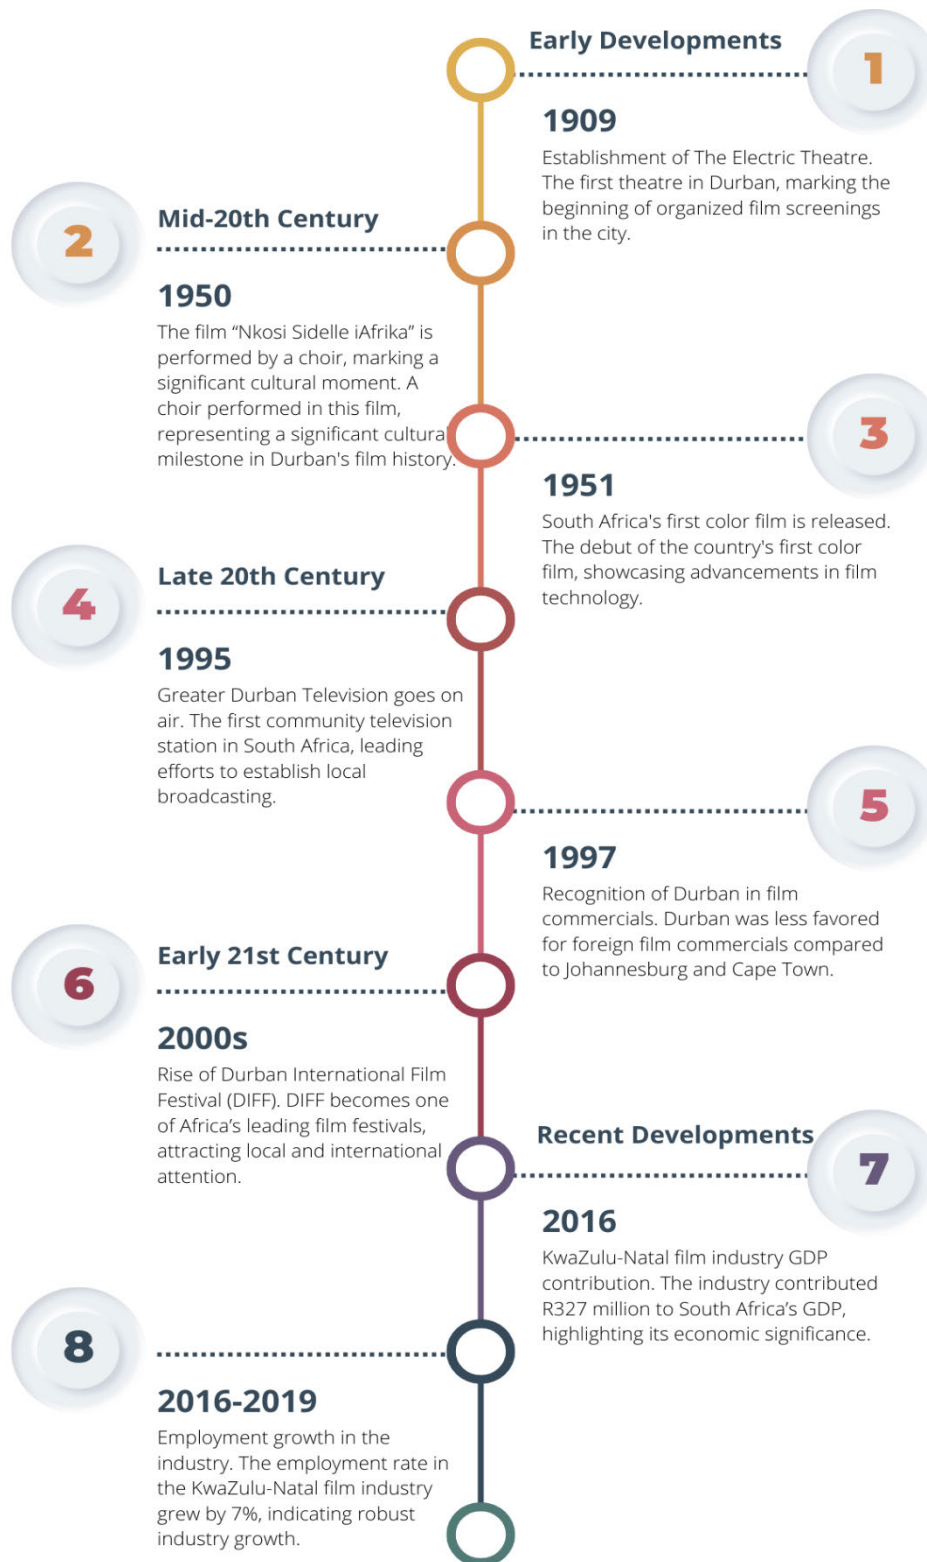 Early Developments
1
1909
Establishment of The Electric Theatre.
The first theatre in Durban, marking the
beginning of organized film screenings
in the city.
2
Mid-20th Century
1950
The film “Nkosi Sidelle iAfrika” is
performed by a choir, marking a
significant cultural moment. A
choir performed in this film,
representing a significant cultural
milestone in Durban's film history.
3
1951
South Africa's first color film is released.
The debut of the country's first color
film, showcasing advancements in film
technology.
4
Late 20th Century
1995
Greater Durban Television goes on
air. The first community television
station in South Africa, leading
efforts to establish local
broadcasting.
5
1997
Recognition of Durban in film
commercials. Durban was less favored
for foreign film commercials compared
to Johannesburg and Cape Town.
6
Early 21st Century
2000s
Rise of Durban International Film
Festival (DIFF). DIFF becomes one
of Africa’s leading film festivals,
attracting local and international
attention.
Recent Developments
7
2016
KwaZulu-Natal film industry GDP
contribution. The industry contributed
R327 million to South Africa’s GDP,
highlighting its economic significance.
8
2016-2019
Employment growth in the
industry. The employment rate in
the KwaZulu-Natal film industry
grew by 7%, indicating robust
industry growth.